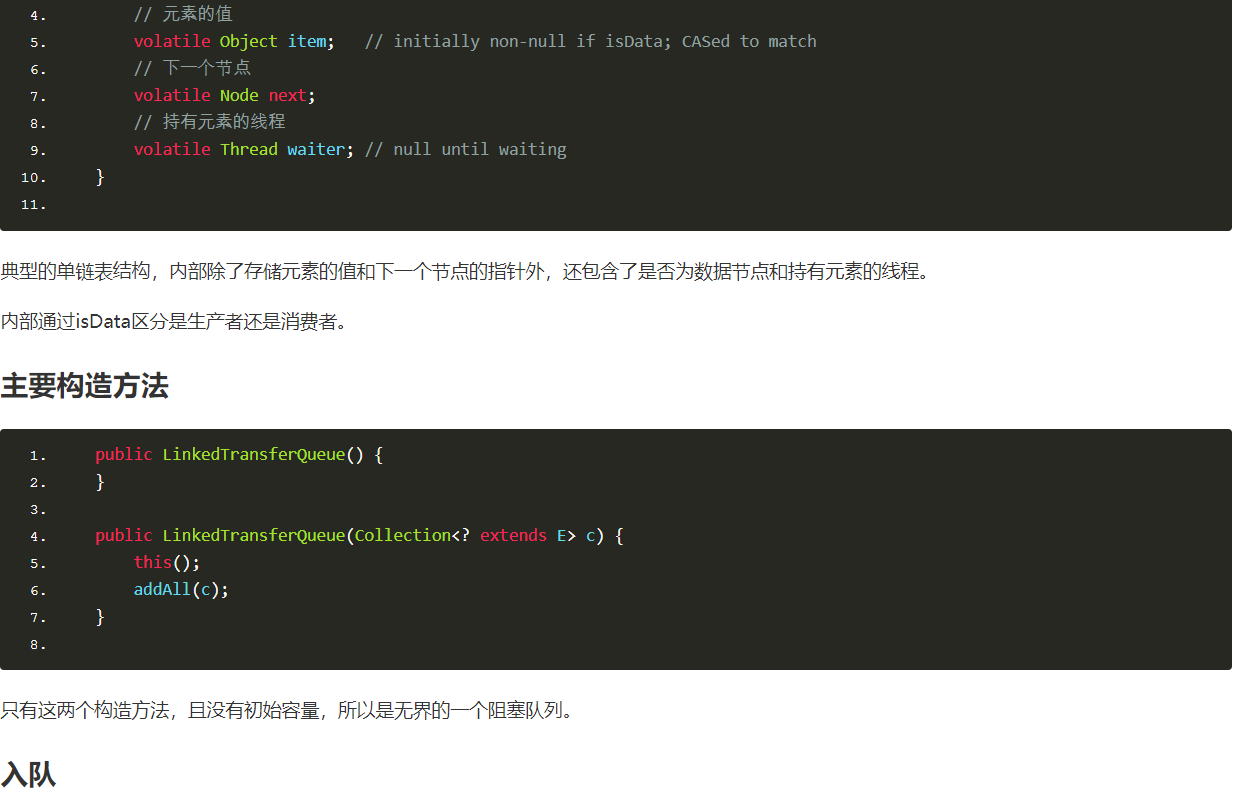 4. // 元素的值
5. volatile Object item; // initially non-null if isData; CASed to match
6. // 下一个节点
7. volatile Node next;
8. // 持有元素的线程
9. volatile Thread waiter; // null until waiting
10. }
11.
典型的单链表结构，内部除了存储元素的值和下一个节点的指针外，还包含了是否为数据节点和持有元素的线程。
内部通过isData区分是生产者还是消费者。
主要构造方法
1. public LinkedTransferQueue() {
2. }
3.
4. public LinkedTransferQueue(Collection<? extends E> c) {
5. this();
6. addAll(c);
7. }
8.
只有这两个构造方法，且没有初始容量，所以是无界的一个阻塞队列。
入队